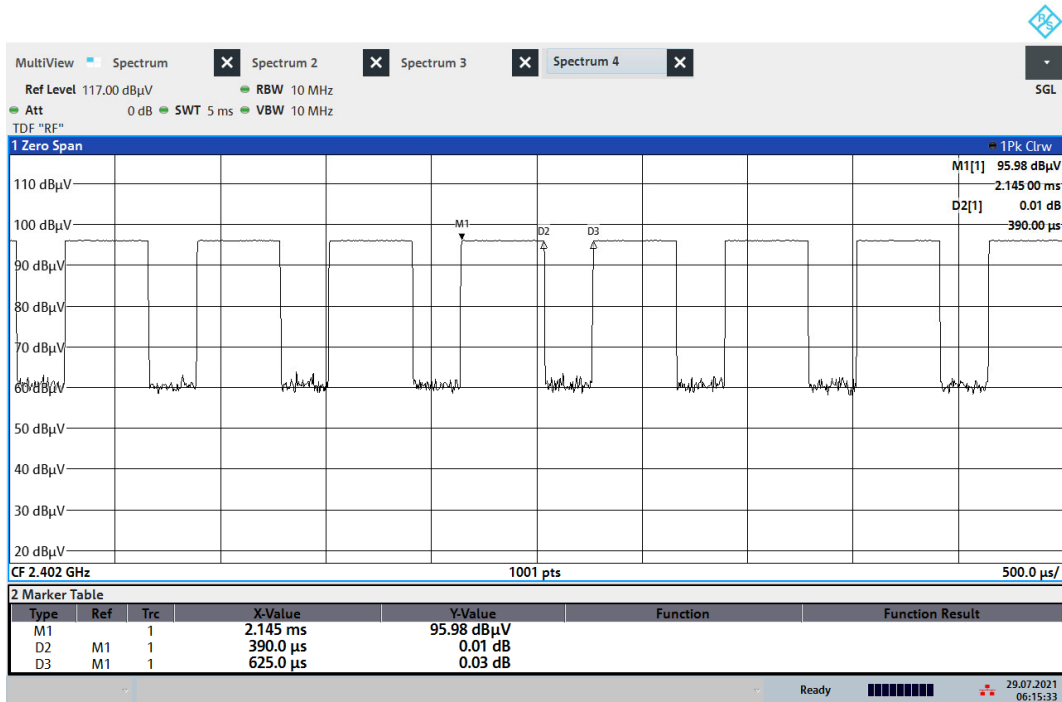 R&S
MultiView Spectrum Spectrum 2 Spectrum 3 Spectrum 4
Ref Level 117.00 dBµV RBW 10 MHz SGL
Att 0 dB SWT 5 ms VBW 10 MHz
TDF "RF"
1 Zero Span 1Pk Clrw
M1[1] 95.98 dBµV
110 dBµV 2.145 00 ms
D2[1] 0.01 dB
100 dBµV M1 D2 D3 390.00 µs
90 dBµV
80 dBµV
70 dBµV
60 dBµV
50 dBµV
40 dBµV
30 dBµV
20 dBµV
CF 2.402 GHz 1001 pts 500.0 µs/
2 Marker Table
Type Ref Trc X-Value Y-Value Function Function Result
M1 1 2.145 ms 95.98 dBµV
D2 M1 1 390.0 µs 0.01 dB
D3 M1 1 625.0 µs 0.03 dB
Ready 29.07.2021
06:15:33